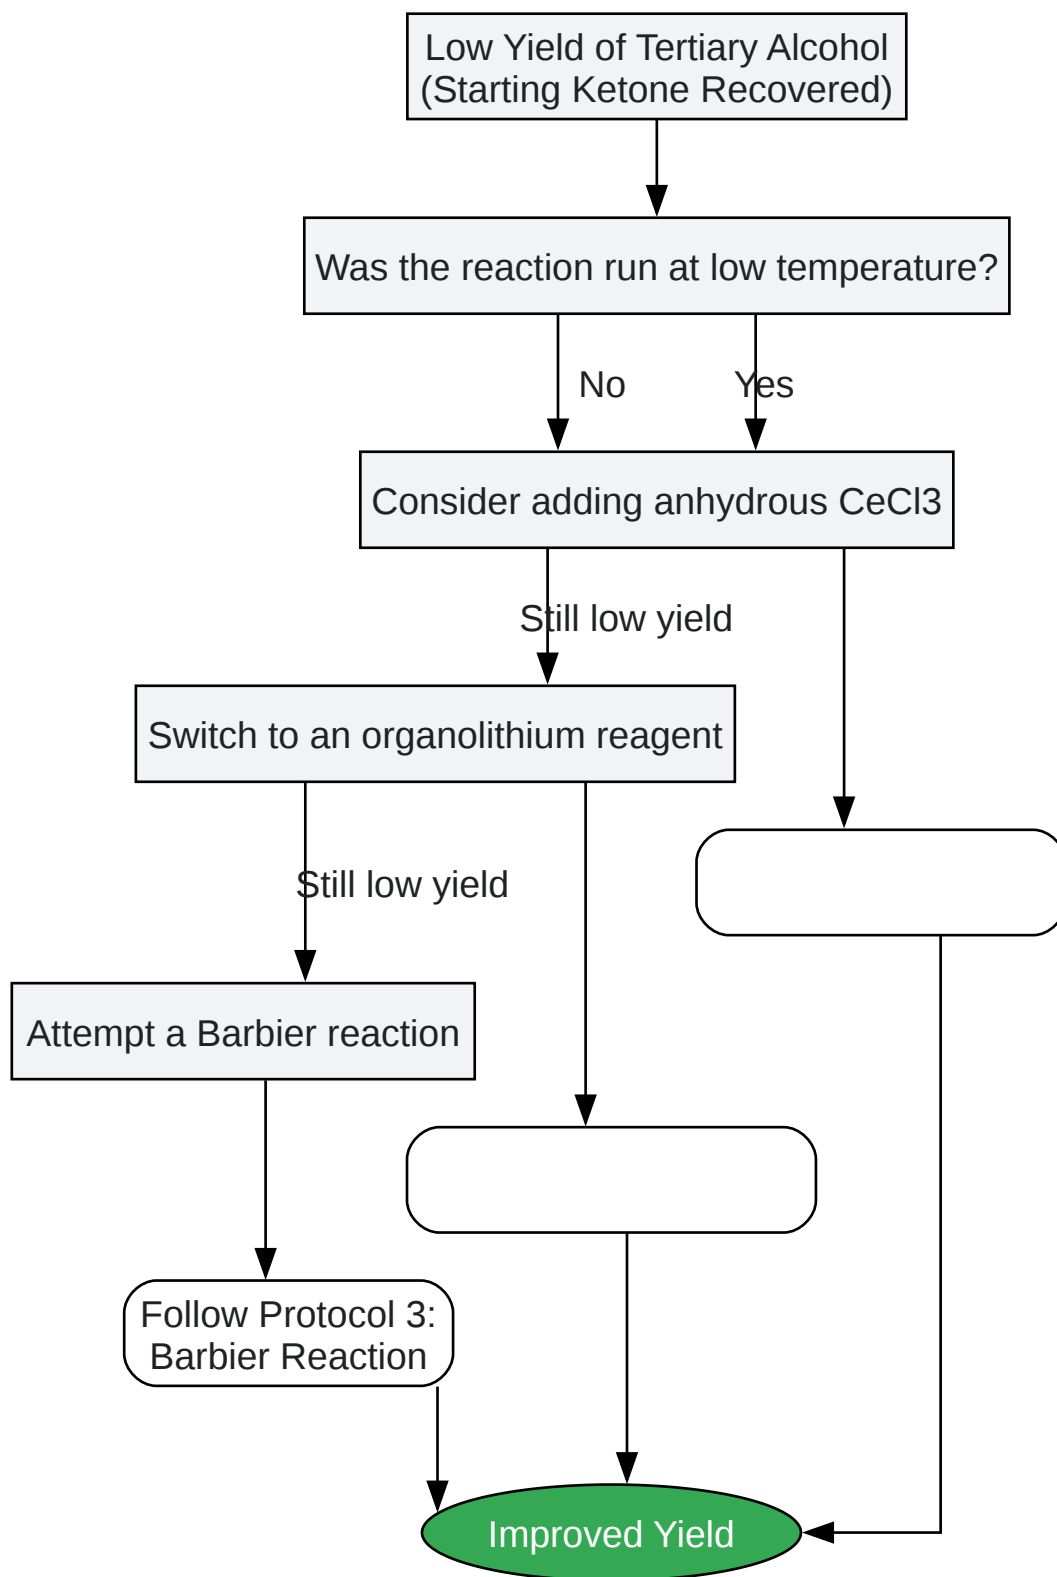 Low Yield of Tertiary Alcohol
(Starting Ketone Recovered)
Was the reaction run at low temperature?
No
Yes
Consider adding anhydrous CeCl3
Still low yield
Switch to an organolithium reagent
Still low yield
Attempt a Barbier reaction
Follow Protocol 3:
Barbier Reaction
Improved Yield